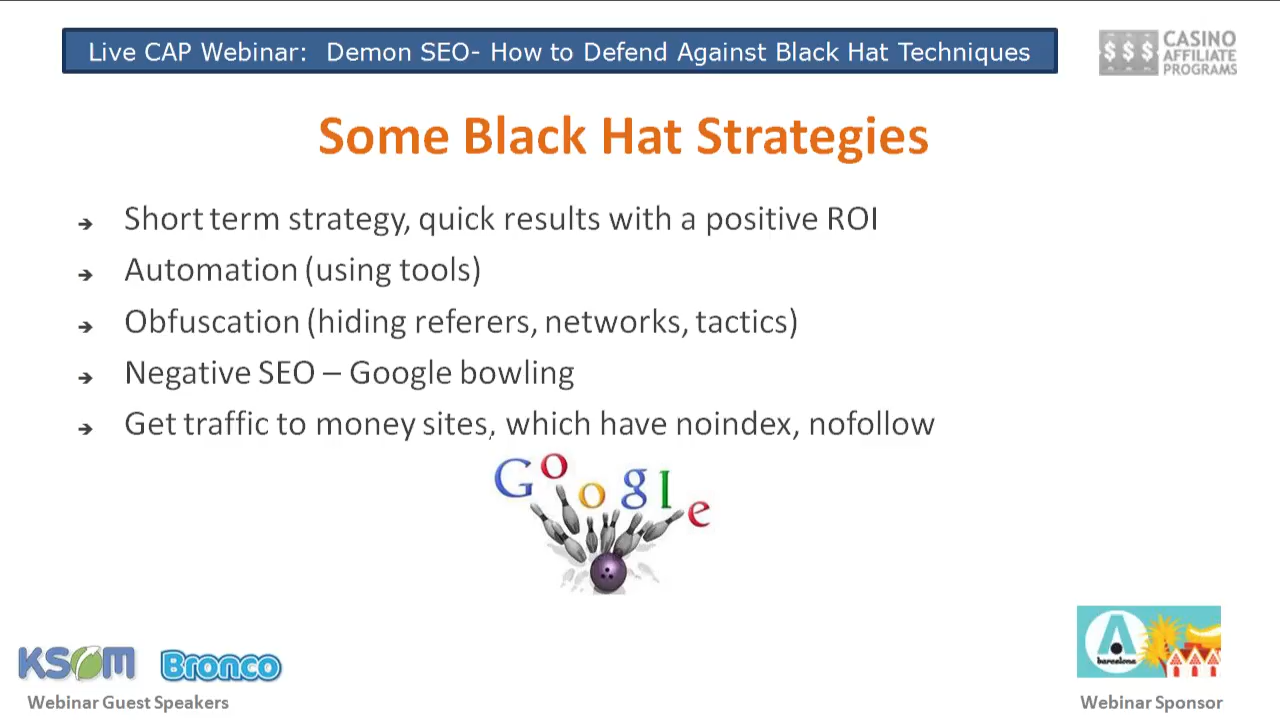 Live CAP Webinar: Demon SEO- How to Defend Against Black Hat Techniques
$ $ $ CASINO
AFFILIATE
PROGRAMS
Some Black Hat Strategies
➔ Short term strategy, quick results with a positive ROI
➔ Automation (using tools)
➔ Obfuscation (hiding referers, networks, tactics)
➔ Negative SEO – Google bowling
➔ Get traffic to money sites, which have noindex, nofollow
Google
KSOM Bronco
Webinar Guest Speakers
A
barcelona
Webinar Sponsor